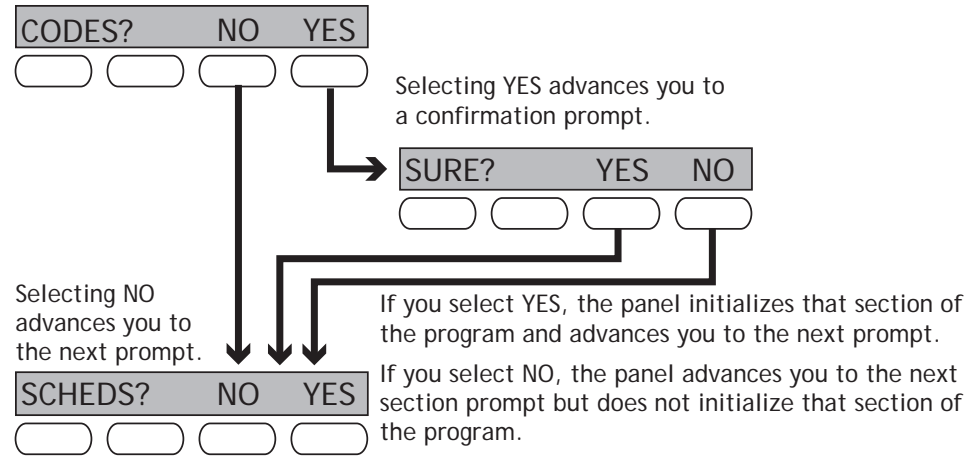 CODES? NO YES
Selecting YES advances you to
a confirmation prompt.
SURE? YES NO
Selecting NO
advances you to
the next prompt.
If you select YES, the panel initializes that section of
the program and advances you to the next prompt.
SCHEDS? NO YES
If you select NO, the panel advances you to the next
section prompt but does not initialize that section of
the program.